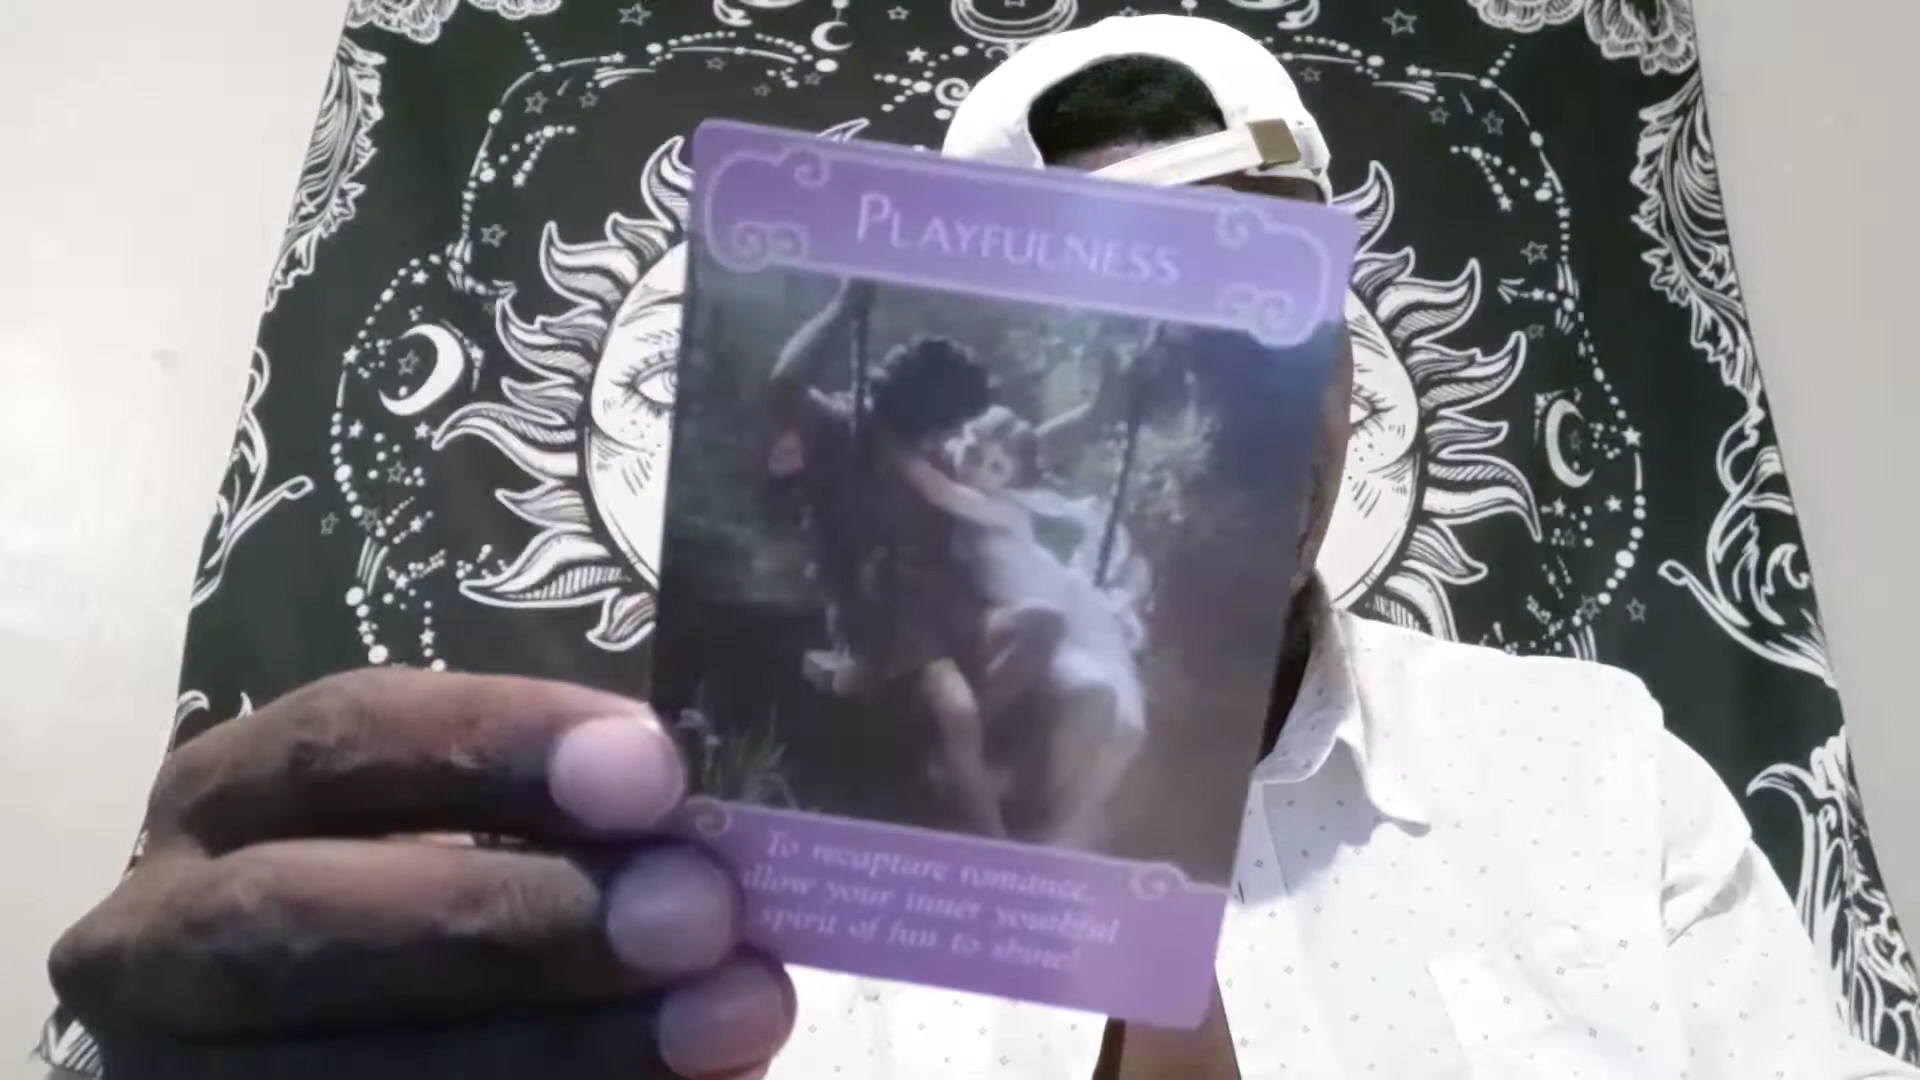 PLAYFULNESS
To recapture romance,
allow your inner youthful
spirit of fun to shine!